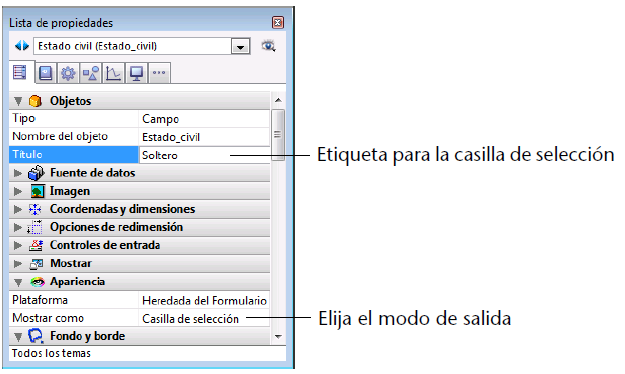 Lista de propiedades
Estado civil (Estado_civil)
Objetos
Tipo Campo
Nombre del objeto Estado_civil
Título Soltero
Etiqueta para la casilla de selección
Fuente de datos
Imagen
Coordenadas y dimensiones
Opciones de redimensión
Controles de entrada
Mostrar
Apariencia
Plataforma Heredada del Formulario
Mostrar como Casilla de selección
Elija el modo de salida
Fondo y borde
Todos los temas